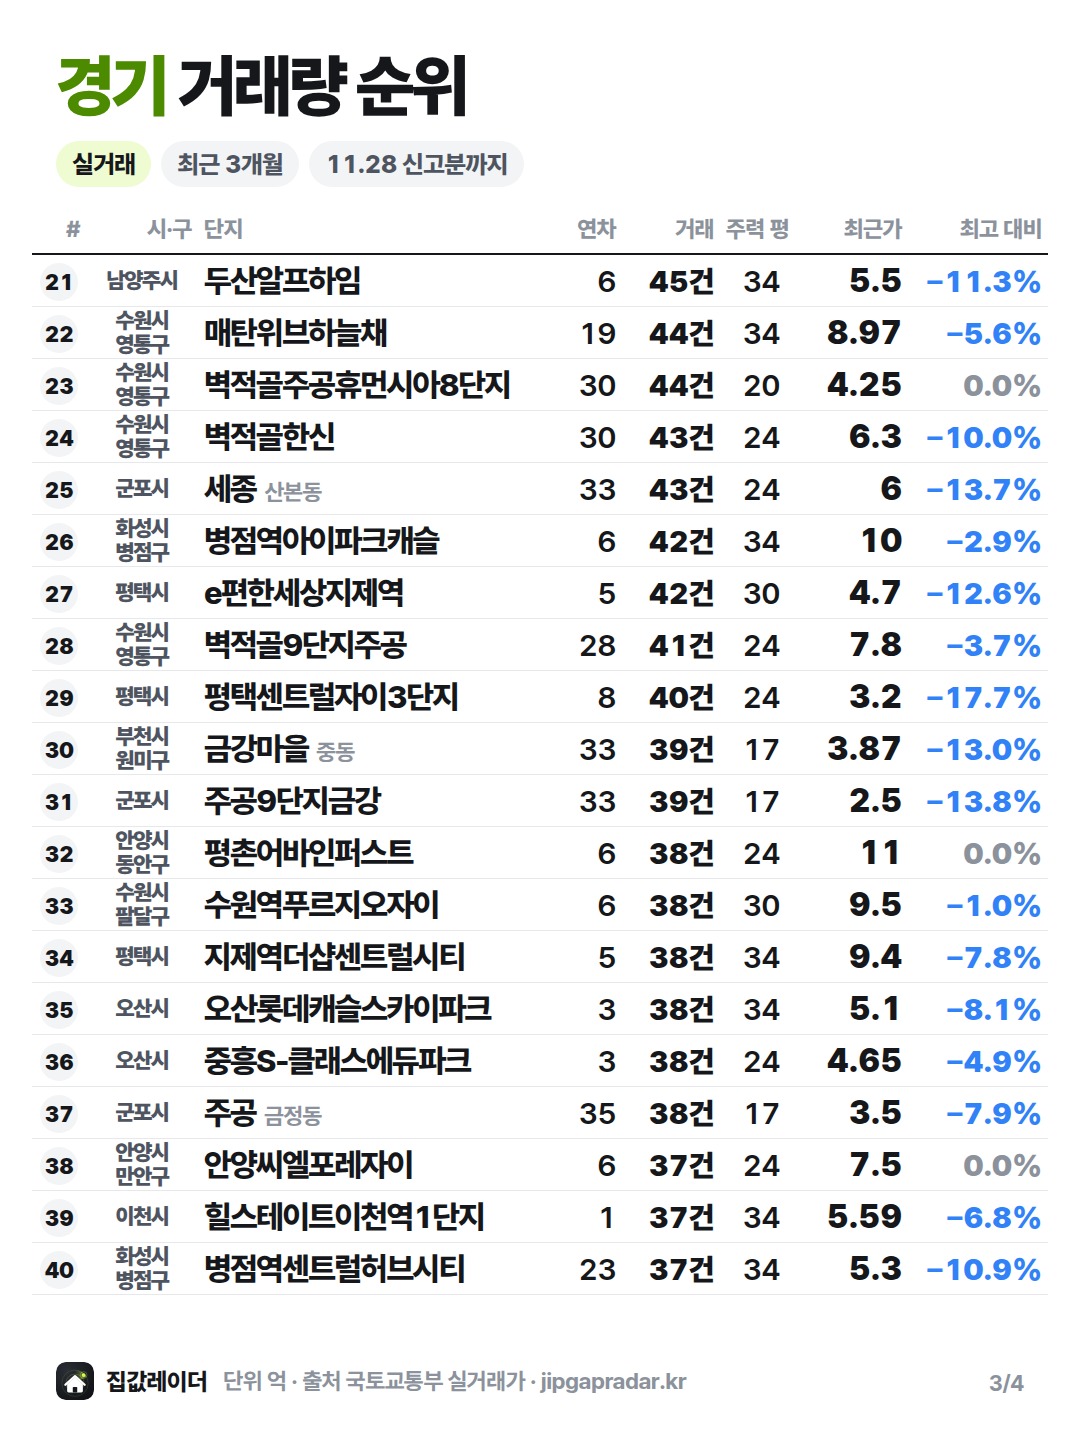 경기 거래량 순위
실거래 최근 3개월 11.28 신고분까지
# 시·구 단지 연차 거래 주력 평 최근가 최고 대비
21 남양주시 두산알프하임 6 45건 34 5.5 −11.3%
22 수원시 영통구 매탄위브하늘채 19 44건 34 8.97 −5.6%
23 수원시 영통구 벽적골주공휴먼시아8단지 30 44건 20 4.25 0.0%
24 수원시 영통구 벽적골한신 30 43건 24 6.3 −10.0%
25 군포시 세종 산본동 33 43건 24 6 −13.7%
26 화성시 병점구 병점역아이파크캐슬 6 42건 34 10 −2.9%
27 평택시 e편한세상지제역 5 42건 30 4.7 −12.6%
28 수원시 영통구 벽적골9단지주공 28 41건 24 7.8 −3.7%
29 평택시 평택센트럴자이3단지 8 40건 24 3.2 −17.7%
30 부천시 원미구 금강마을 중동 33 39건 17 3.87 −13.0%
31 군포시 주공9단지금강 33 39건 17 2.5 −13.8%
32 안양시 동안구 평촌어바인퍼스트 6 38건 24 11 0.0%
33 수원시 팔달구 수원역푸르지오자이 6 38건 30 9.5 −1.0%
34 평택시 지제역더샵센트럴시티 5 38건 34 9.4 −7.8%
35 오산시 오산롯데캐슬스카이파크 3 38건 34 5.1 −8.1%
36 오산시 중흥S-클래스에듀파크 3 38건 24 4.65 −4.9%
37 군포시 주공 금정동 35 38건 17 3.5 −7.9%
38 안양시 만안구 안양씨엘포레자이 6 37건 24 7.5 0.0%
39 이천시 힐스테이트이천역1단지 1 37건 34 5.59 −6.8%
40 화성시 병점구 병점역센트럴허브시티 23 37건 34 5.3 −10.9%
집값레이더 단위 억 · 출처 국토교통부 실거래가 · jipgapradar.kr 3/4